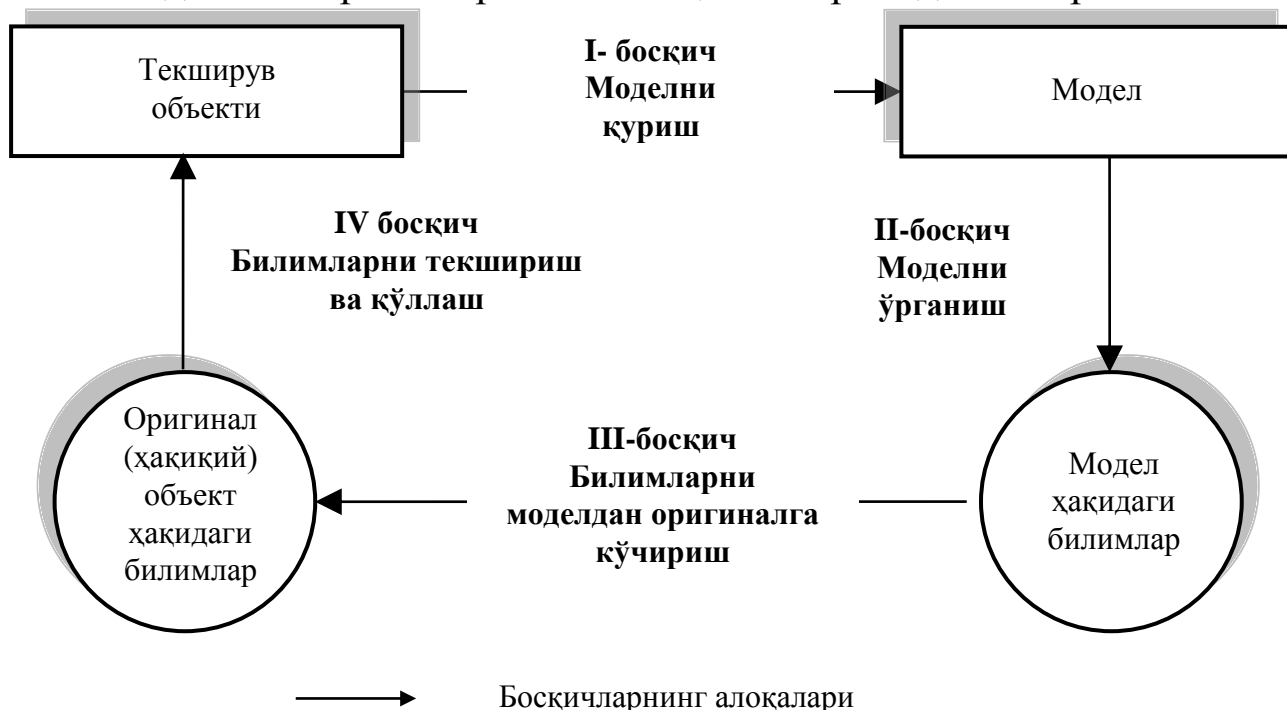 Текширув
объекти
I- босқич
Моделни
қуриш
Модел
IV босқич
Билимларни текшириш
ва қўллаш
II-босқич
Моделни
ўрганиш
Оригинал
(ҳақиқий)
объект
ҳақидаги
билимлар
III-босқич
Билимларни
моделдан оригиналга
кўчириш
Модел
ҳақидаги
билимлар
Босқичларнинг алоқалари